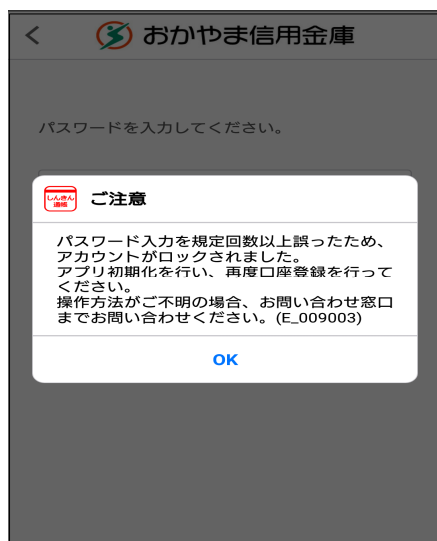 おかやま信用金庫
パスワードを入力してください。
しんきん
通帳
ご注意
パスワード入力を規定回数以上誤ったため、
アカウントがロックされました。
アプリ初期化を行い、再度口座登録を行って
ください。
操作方法がご不明の場合、お問い合わせ窓口
までお問い合わせください。(E_009003)
OK